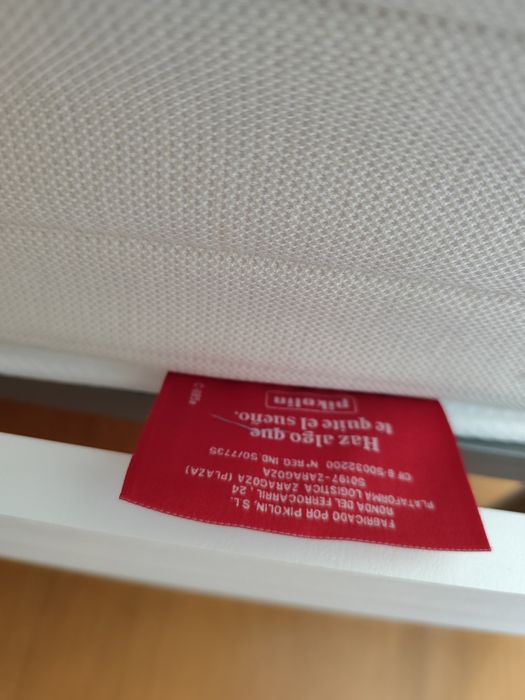 FABRICADO POR PIKOLIN, S.L.
RONDA DEL FERROCARRIL, 24
PLATAFORMA LOGISTICA ZARAGOZA (PLAZA)
50197-ZARAGOZA
CIF B-50032200 Nº REG IND 50/7735
Haz algo que
te quite el sueño.
pikolin